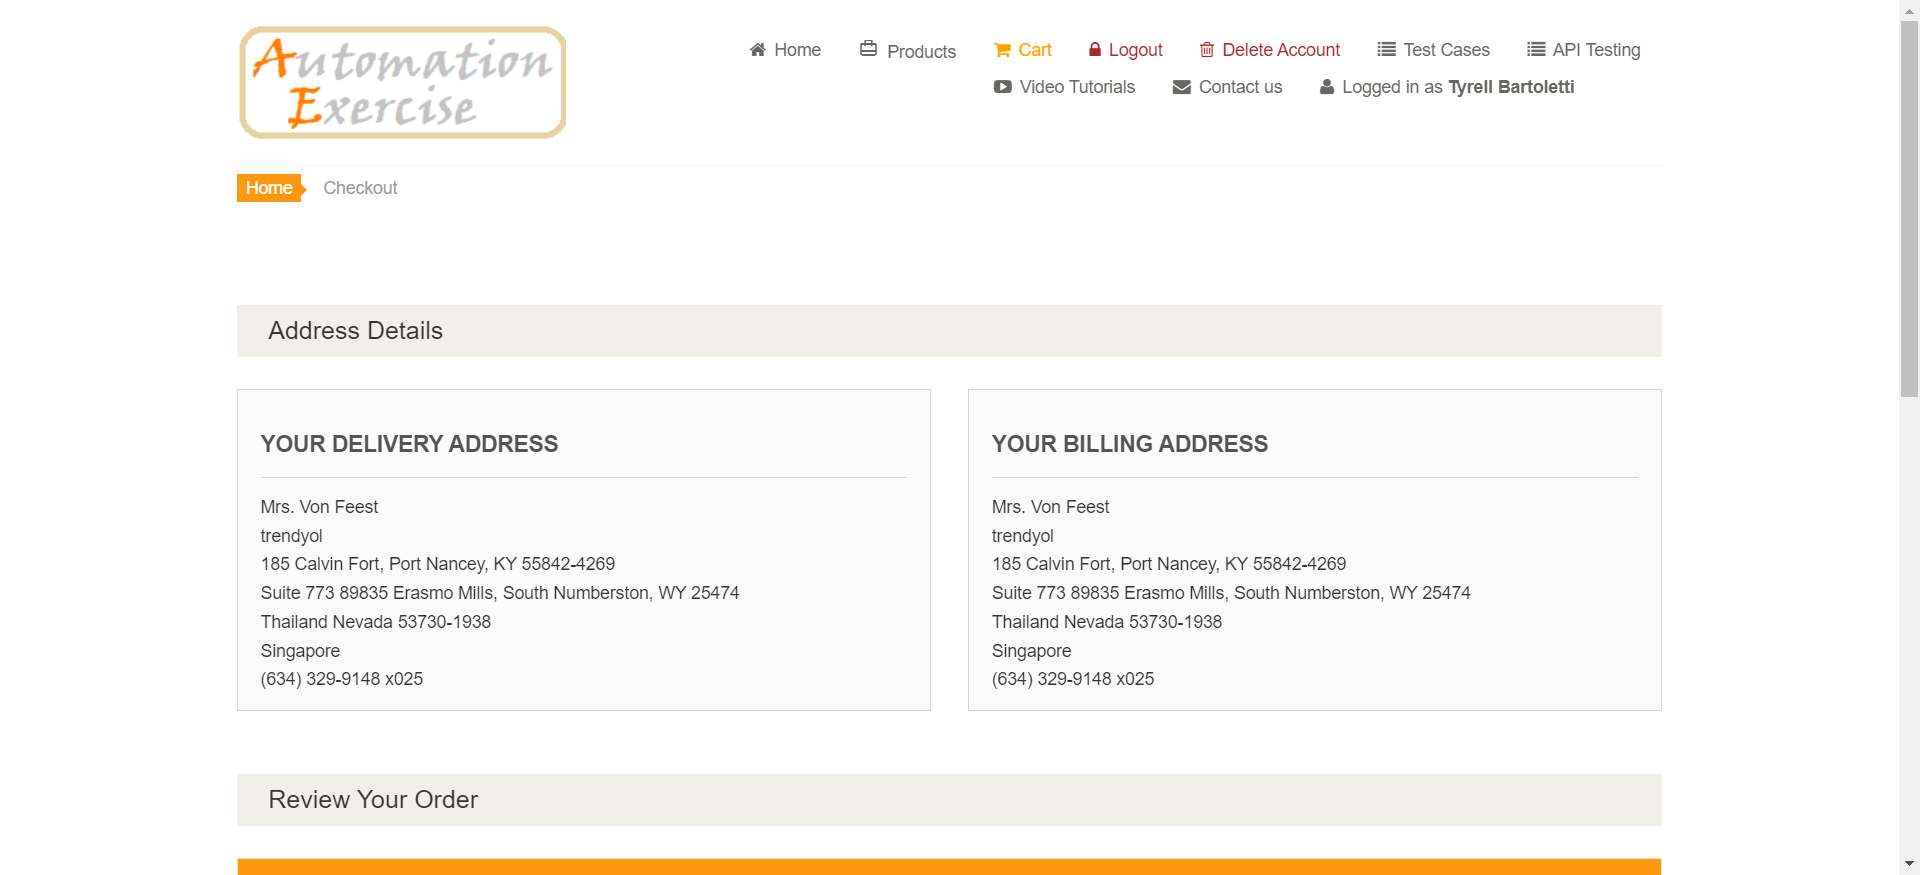 Automation
Exercise
Home
Products
Cart
Logout
Delete Account
Test Cases
API Testing
Video Tutorials
Contact us
Logged in as Tyrell Bartoletti
Home
Checkout
Address Details
YOUR DELIVERY ADDRESS
Mrs. Von Feest
trendyol
185 Calvin Fort, Port Nancey, KY 55842-4269
Suite 773 89835 Erasmo Mills, South Numberston, WY 25474
Thailand Nevada 53730-1938
Singapore
(634) 329-9148 x025
YOUR BILLING ADDRESS
Mrs. Von Feest
trendyol
185 Calvin Fort, Port Nancey, KY 55842-4269
Suite 773 89835 Erasmo Mills, South Numberston, WY 25474
Thailand Nevada 53730-1938
Singapore
(634) 329-9148 x025
Review Your Order